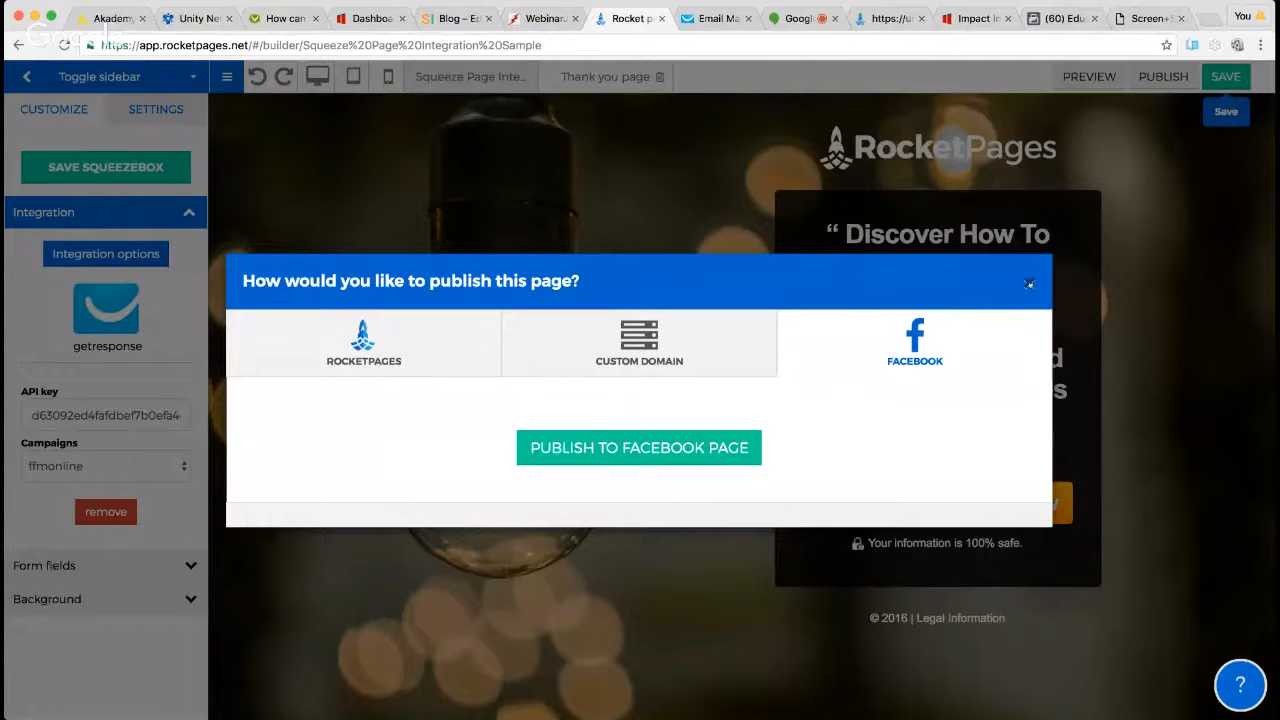 Akademy
Unity Net
How can
Dashboa
Blog – Ed
Webinar
Rocket p
Email Ma
Google
https://u
Impact In
(60) Edu
Screen+S
You
Google
https://app.rocketpages.net/#/builder/Squeeze%20Page%20Integration%20Sample
Toggle sidebar
Squeeze Page Inte...
Thank you page
PREVIEW
PUBLISH
SAVE
CUSTOMIZE
SETTINGS
Save
SAVE SQUEEZEBOX
RocketPages
Integration
“ Discover How To
Integration options
How would you like to publish this page?
getresponse
ROCKETPAGES
CUSTOM DOMAIN
FACEBOOK
API key
d63092ed4fafdbef7b0efa4
Campaigns
ffmonline
PUBLISH TO FACEBOOK PAGE
remove
Your information is 100% safe.
Form fields
Background
© 2016 | Legal Information
?